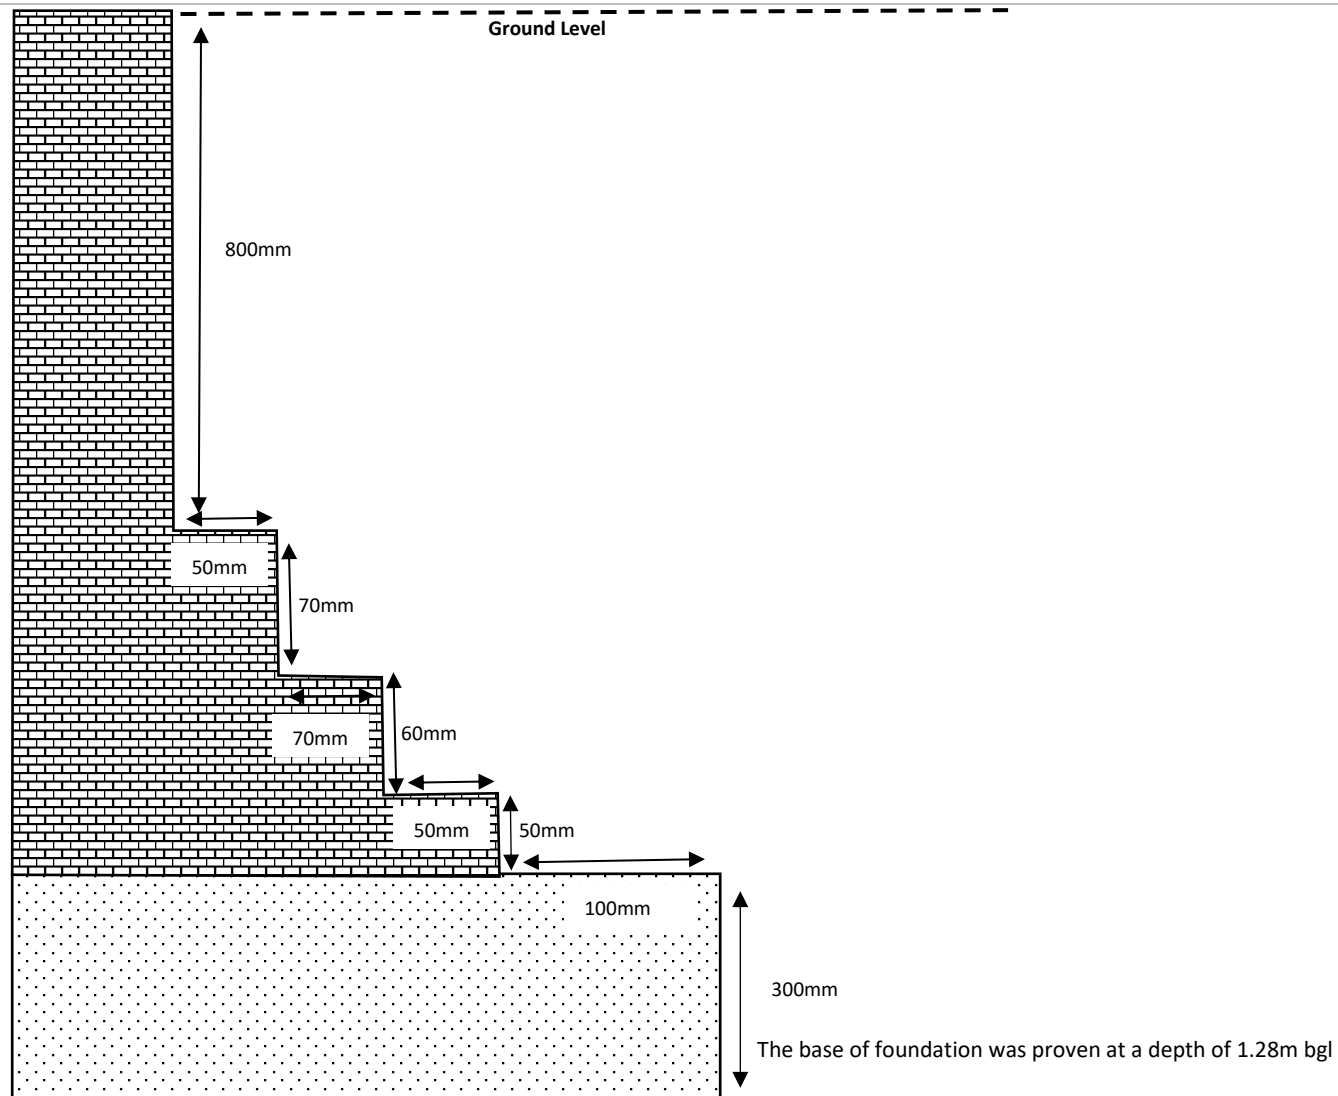 Ground Level
800mm
50mm
70mm
70mm
60mm
50mm
50mm
100mm
300mm
The base of foundation was proven at a depth of 1.28m bgl